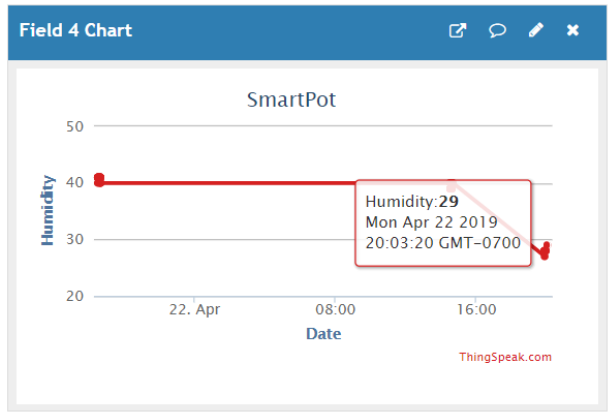 Field 4 Chart
SmartPot
50
40
30
20
Humidity
Humidity:29
Mon Apr 22 2019
20:03:20 GMT-0700
22. Apr
08:00
16:00
Date
ThingSpeak.com